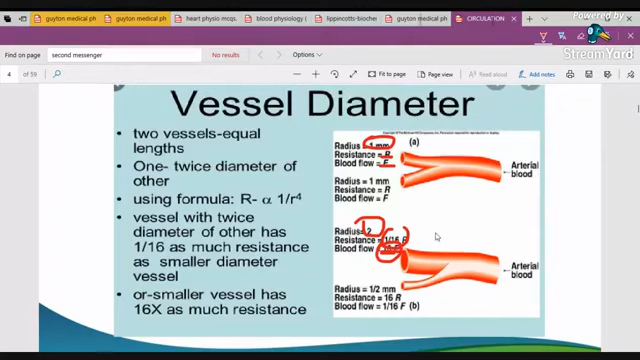 guyton medical ph
guyton medical ph
heart physio mcqs.
blood physiology (
lippincotts-bioche
guyton medical ph
CIRCULATION
Powered by
StreamYard
second messenger
No results
Options
4 of 59
Fit to page
Page view
Read aloud
Add notes
Vessel Diameter
• two vessels-equal
lengths
• One- twice diameter of
other
• using formula: R- α 1/r⁴
• vessel with twice
diameter of other has
1/16 as much resistance
as smaller diameter
vessel
• or-smaller vessel has
16X as much resistance
Radius = 1 mm
Resistance = R
Blood flow = F
(a)
Radius = 1 mm
Resistance = R
Blood flow = F
Arterial
blood
Radius= 2
Resistance = 1/16 R
Blood flow = 16 F
Arterial
blood
Radius = 1/2 mm
Resistance = 16 R
Blood flow = 1/16 F (b)